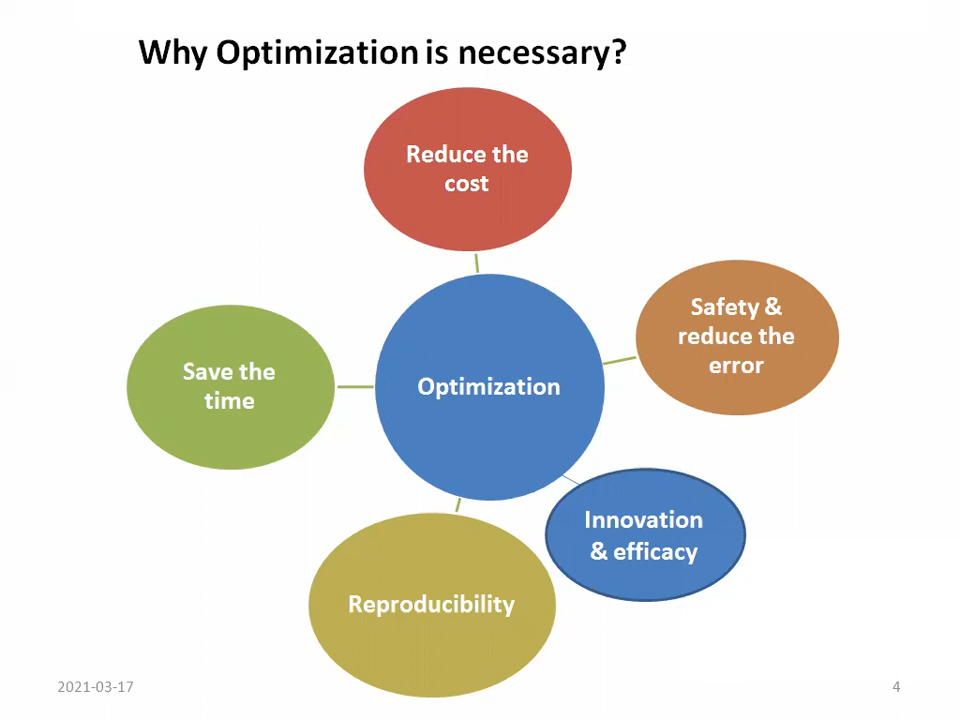 Why Optimization is necessary?
Reduce the
cost
Safety &
reduce the
error
Save the
time
Optimization
Innovation
& efficacy
Reproducibility
2021-03-17
4